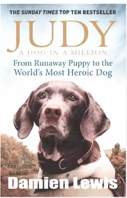 THE SUNDAY TIMES TOP TEN BESTSELLER
JUDY
A DOG IN A MILLION
From Runaway Puppy to the
World's Most Heroic Dog
Damien Lewis